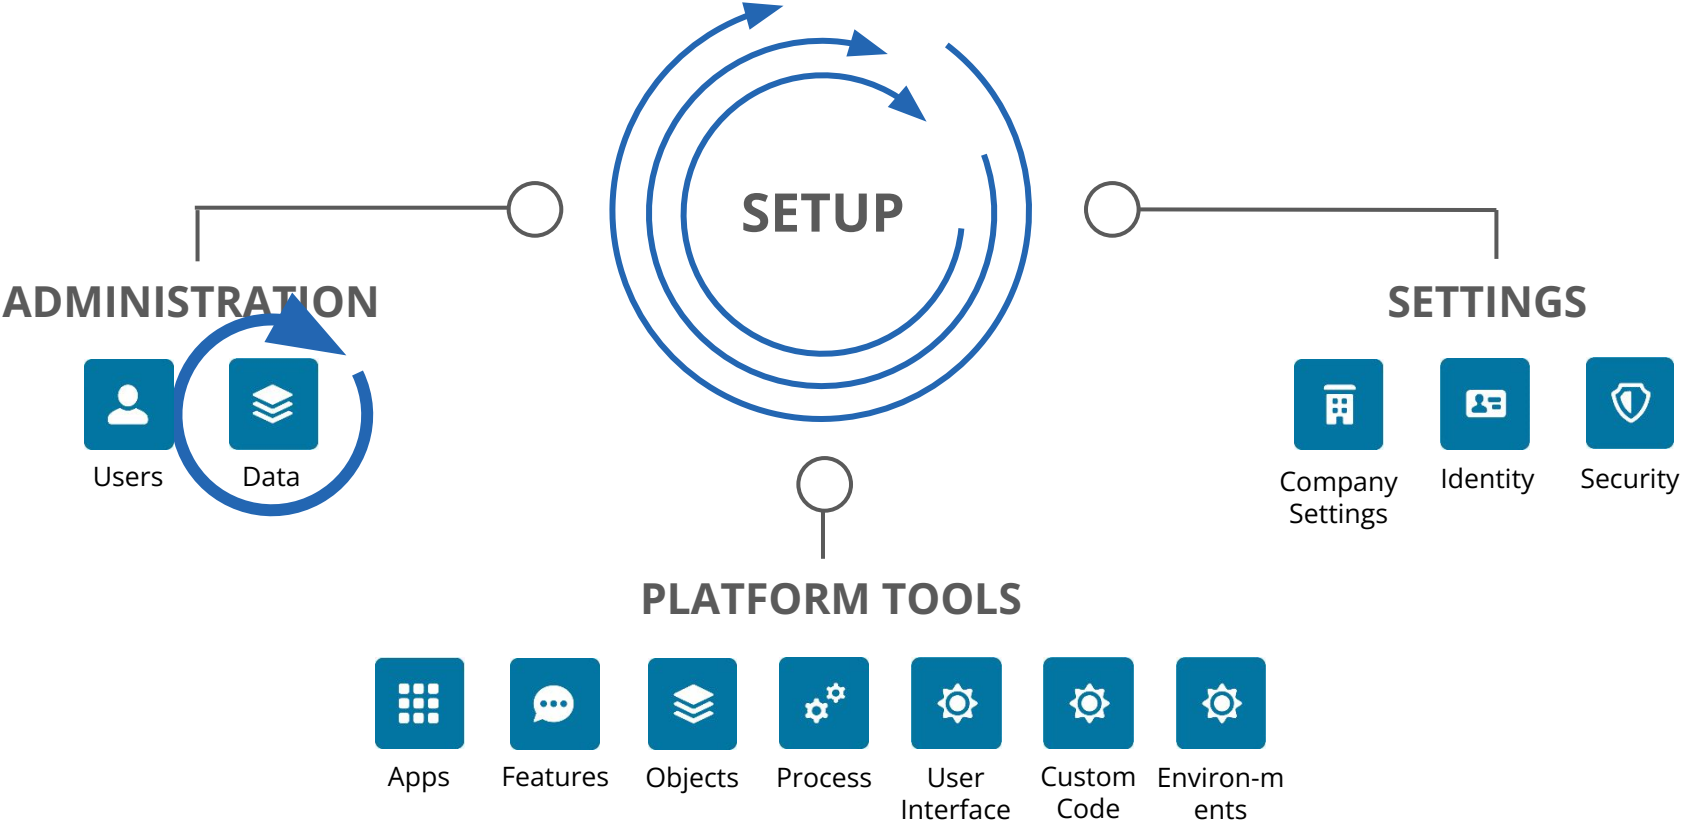 SETUP
ADMINISTRATION
Users
Data
SETTINGS
Company
Settings
Identity
Security
PLATFORM TOOLS
Apps
Features
Objects
Process
User
Interface
Custom
Code
Environ-m
ents